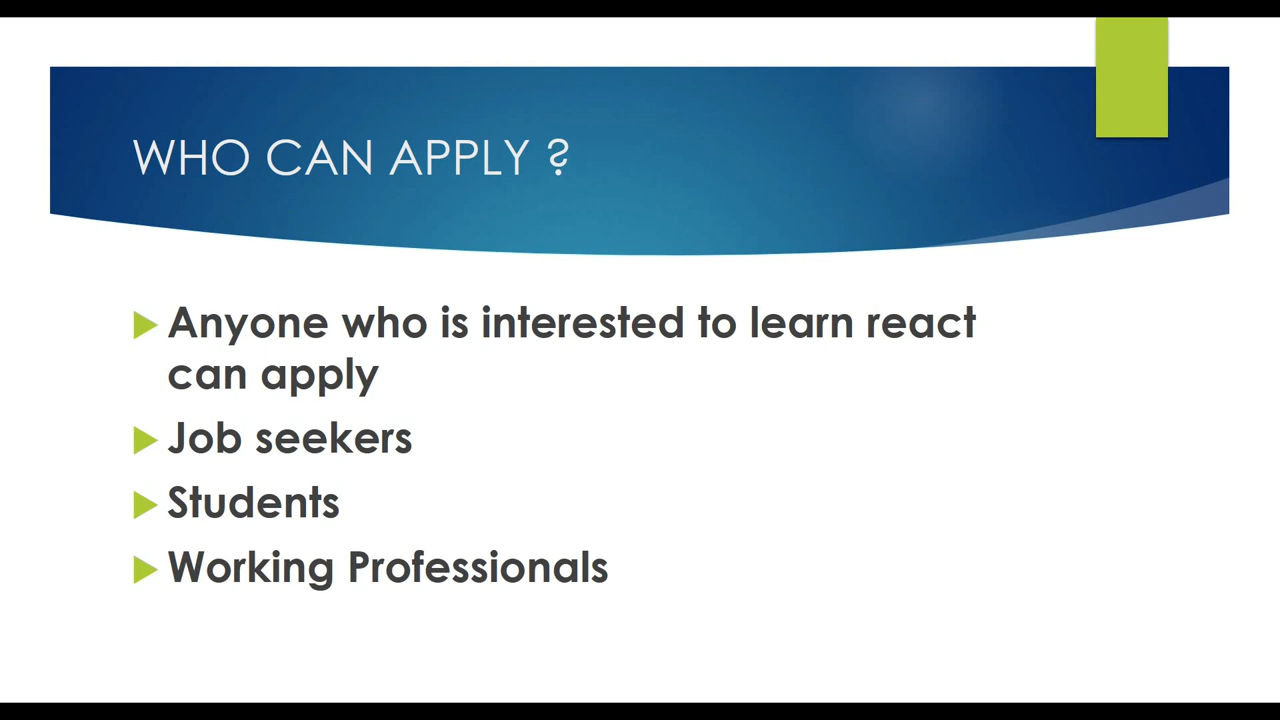 WHO CAN APPLY ?
Anyone who is interested to learn react
can apply
Job seekers
Students
Working Professionals